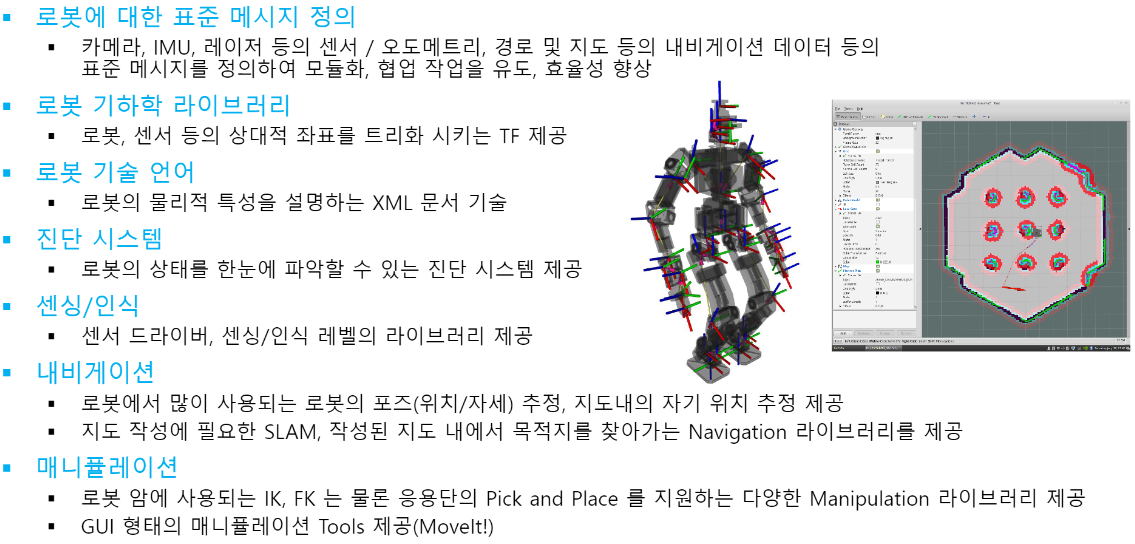 로봇에 대한 표준 메시지 정의
카메라, IMU, 레이저 등의 센서 / 오도메트리, 경로 및 지도 등의 내비게이션 데이터 등의
표준 메시지를 정의하여 모듈화, 협업 작업을 유도, 효율성 향상
로봇 기하학 라이브러리
로봇, 센서 등의 상대적 좌표를 트리화 시키는 TF 제공
로봇 기술 언어
로봇의 물리적 특성을 설명하는 XML 문서 기술
진단 시스템
로봇의 상태를 한눈에 파악할 수 있는 진단 시스템 제공
센싱/인식
센서 드라이버, 센싱/인식 레벨의 라이브러리 제공
내비게이션
로봇에서 많이 사용되는 로봇의 포즈(위치/자세) 추정, 지도내의 자기 위치 추정 제공
지도 작성에 필요한 SLAM, 작성된 지도 내에서 목적지를 찾아가는 Navigation 라이브러리를 제공
매니퓰레이션
로봇 암에 사용되는 IK, FK 는 물론 응용단의 Pick and Place 를 지원하는 다양한 Manipulation 라이브러리 제공
GUI 형태의 매니퓰레이션 Tools 제공(MoveIt!)